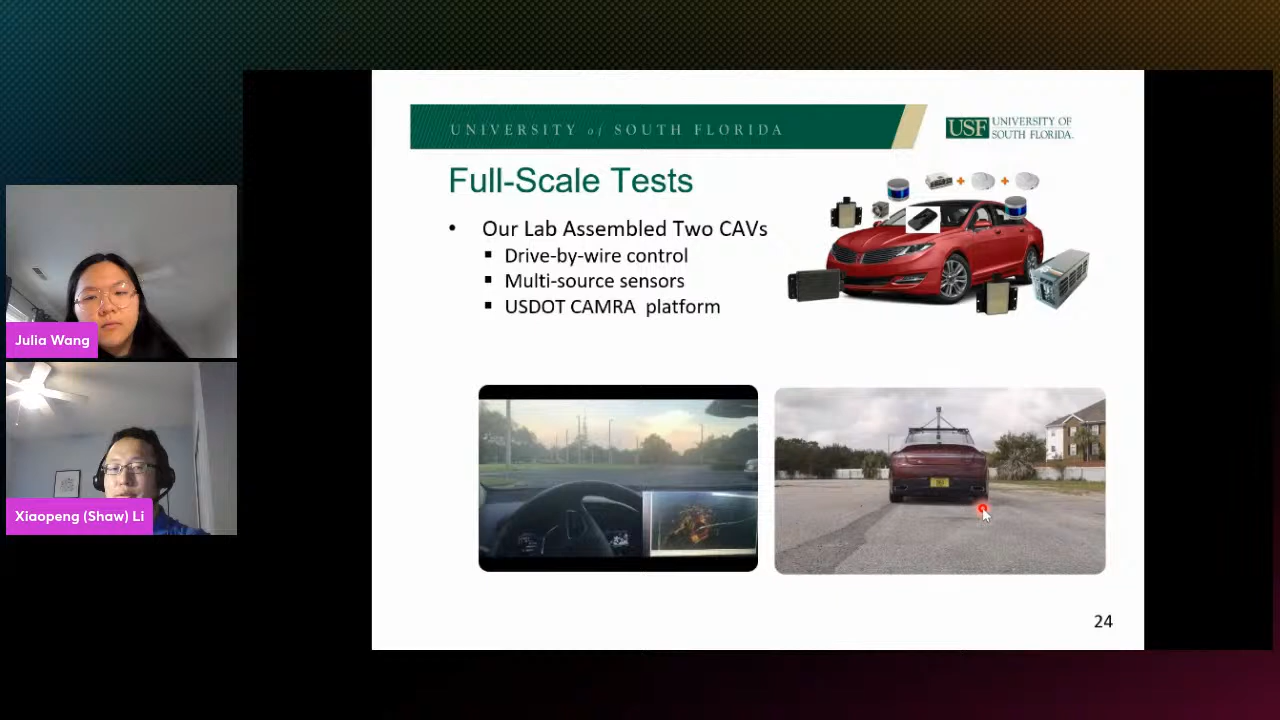 UNIVERSITY of SOUTH FLORIDA
USF UNIVERSITY OF
SOUTH FLORIDA.
Full-Scale Tests
• Our Lab Assembled Two CAVs
▪ Drive-by-wire control
▪ Multi-source sensors
▪ USDOT CAMRA platform
Julia Wang
Xiaopeng (Shaw) Li
24